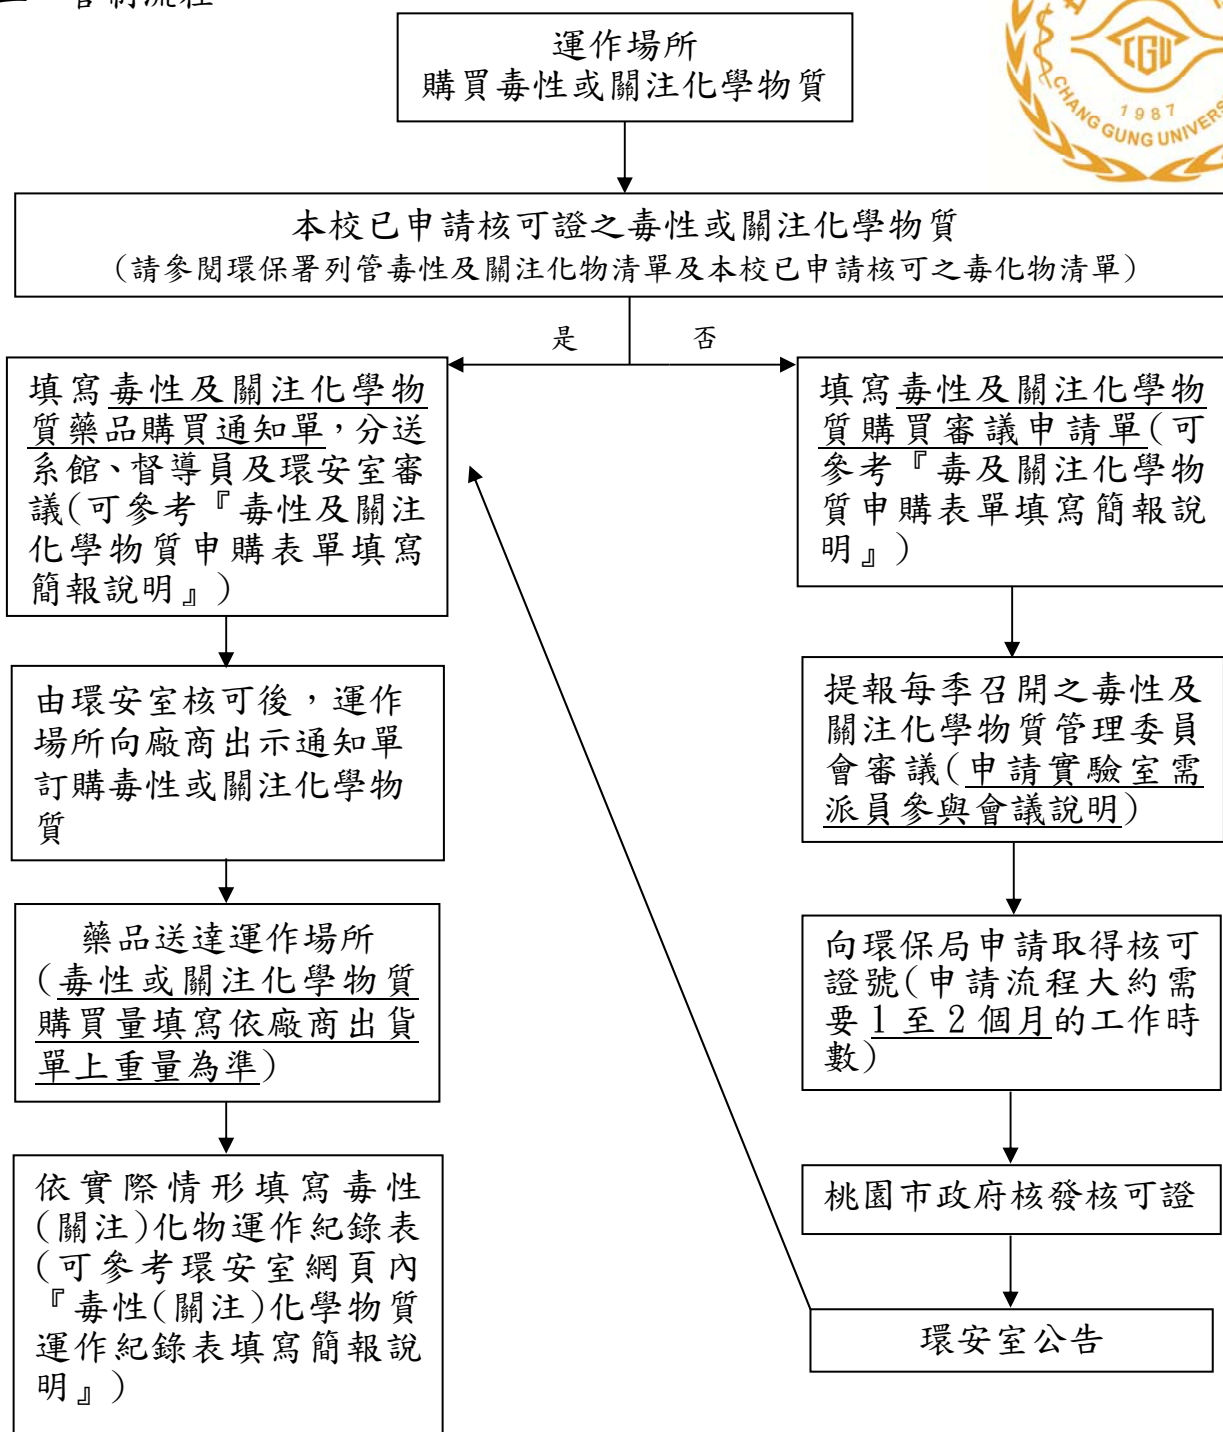 管制流程
CGU
1987
CHANG GUNG UNIVERS
運作場所
購買毒性或關注化學物質
本校已申請核可證之毒性或關注化學物質
(請參閱環保署列管毒性及關注化物清單及本校已申請核可之毒化物清單)
是
否
填寫毒性及關注化學物
質藥品購買通知單,分送
系館、督導員及環安室審
議(可參考『毒性及關注
化學物質申購表單填寫
簡報說明』)
由環安室核可後,運作
場所向廠商出示通知單
訂購毒性或關注化學物
質
藥品送達運作場所
(毒性或關注化學物質
購買量填寫依廠商出貨
單上重量為準)
依實際情形填寫毒性
(關注)化物運作紀錄表
(可參考環安室網頁內
『毒性(關注)化學物質
運作紀錄表填寫簡報說
明』)
填寫毒性及關注化學物
質購買審議申請單(可
參考『毒及關注化學物
質申購表單填寫簡報說
明』)
提報每季召開之毒性及
關注化學物質管理委員
會審議(申請實驗室需
派員參與會議說明)
向環保局申請取得核可
證號(申請流程大約需
要1至2個月的工作時
數)
桃園市政府核發核可證
環安室公告